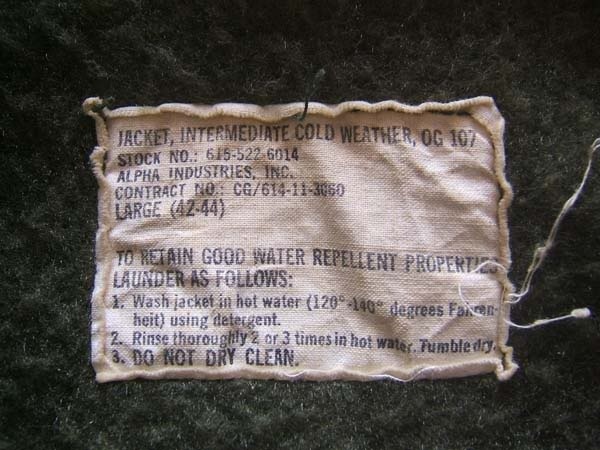 JACKET, INTERMEDIATE COLD WEATHER, OG 107
STOCK NO.: 615-522-6014
ALPHA INDUSTRIES, INC.
CONTRACT NO.: CG/614-11-3060
LARGE (42-44)
TO RETAIN GOOD WATER REPELLENT PROPERTIES
LAUNDER AS FOLLOWS:
1. Wash jacket in hot water (120°-140° degrees Fahren-
heit) using detergent.
2. Rinse thoroughly 2 or 3 times in hot water. Tumble dry.
3. DO NOT DRY CLEAN.